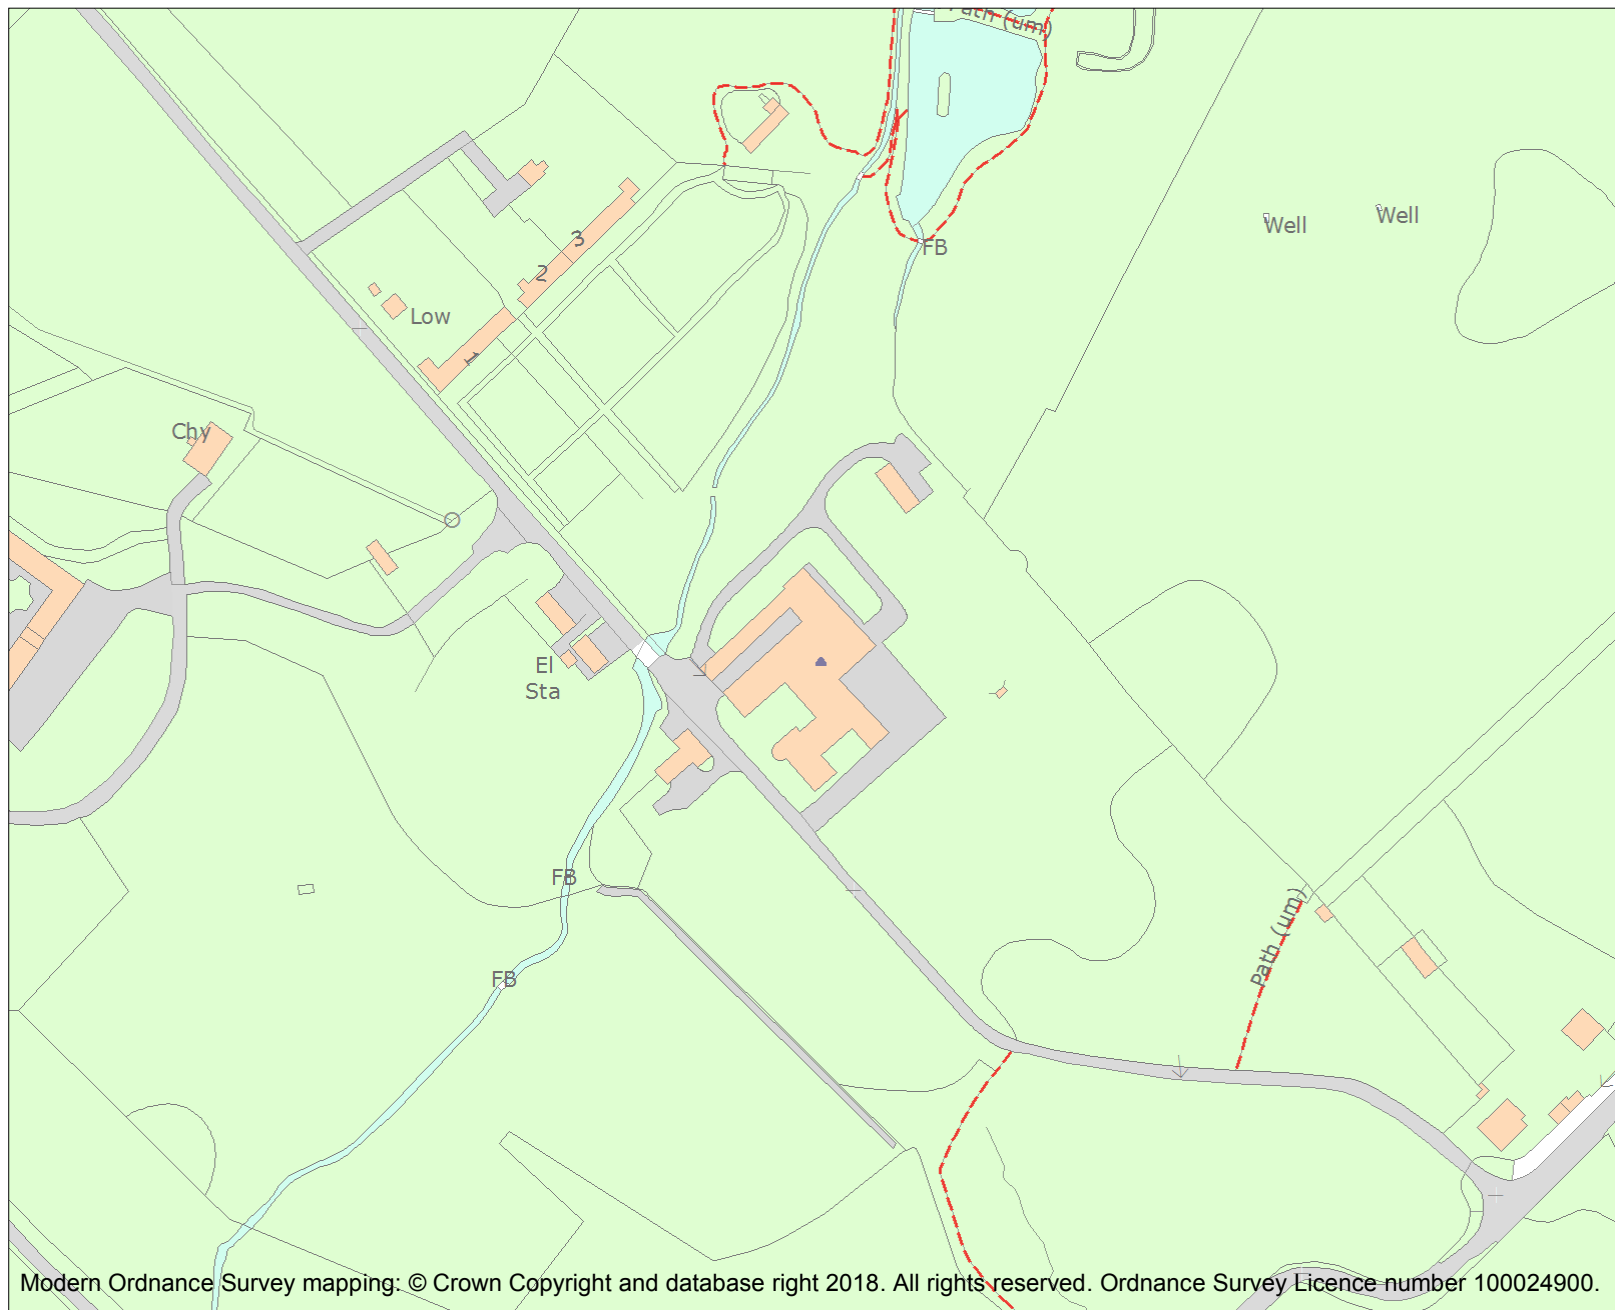 Path (um)
Well
Well
FB
3
2
Low
1
Chy
El
Sta
FB
Path (um)
FB
Modern Ordnance Survey mapping: © Crown Copyright and database right 2018. All rights reserved. Ordnance Survey Licence number 100024900.